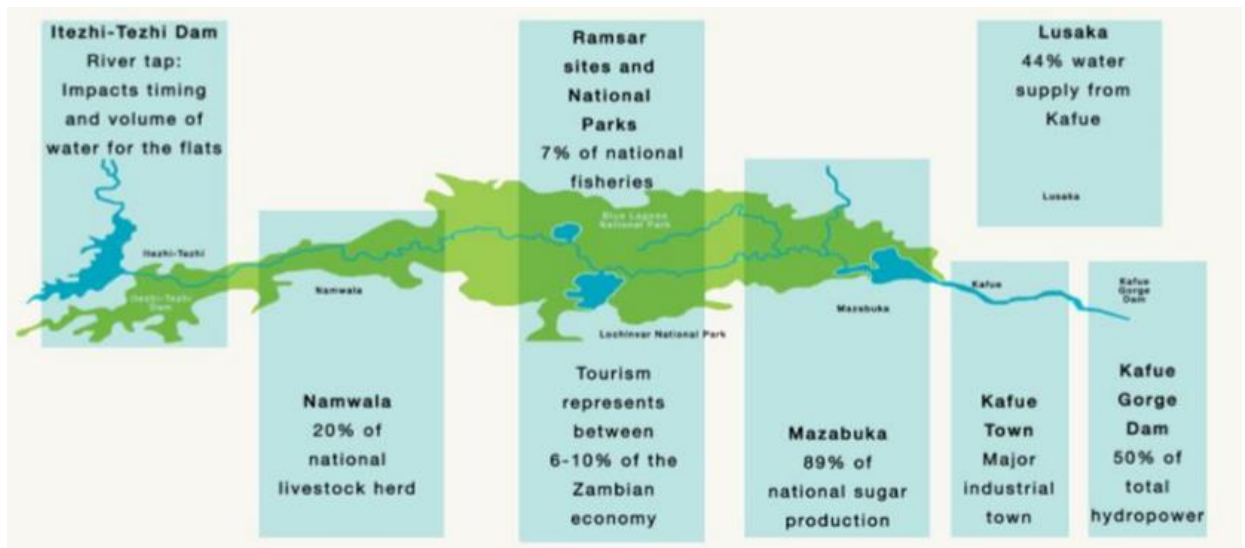 Itezhi-Tezhi Dam
River tap:
Impacts timing
and volume of
water for the flats
Ramsar
sites and
National
Parks
7% of national
fisheries
Lusaka
44% water
supply from
Kafue
Lusaka
Blue Lagoon
National Park
Itezhi-Tezhi
Itezhi-Tezhi
Dam
Namwala
Lochinvar National Park
Mazabuka
Kafue
Kafue
Gorge
Dam
Namwala
20% of
national
livestock herd
Tourism
represents
between
6-10% of the
Zambian
economy
Mazabuka
89% of
national sugar
production
Kafue
Town
Major
industrial
town
Kafue
Gorge
Dam
50% of
total
hydropower